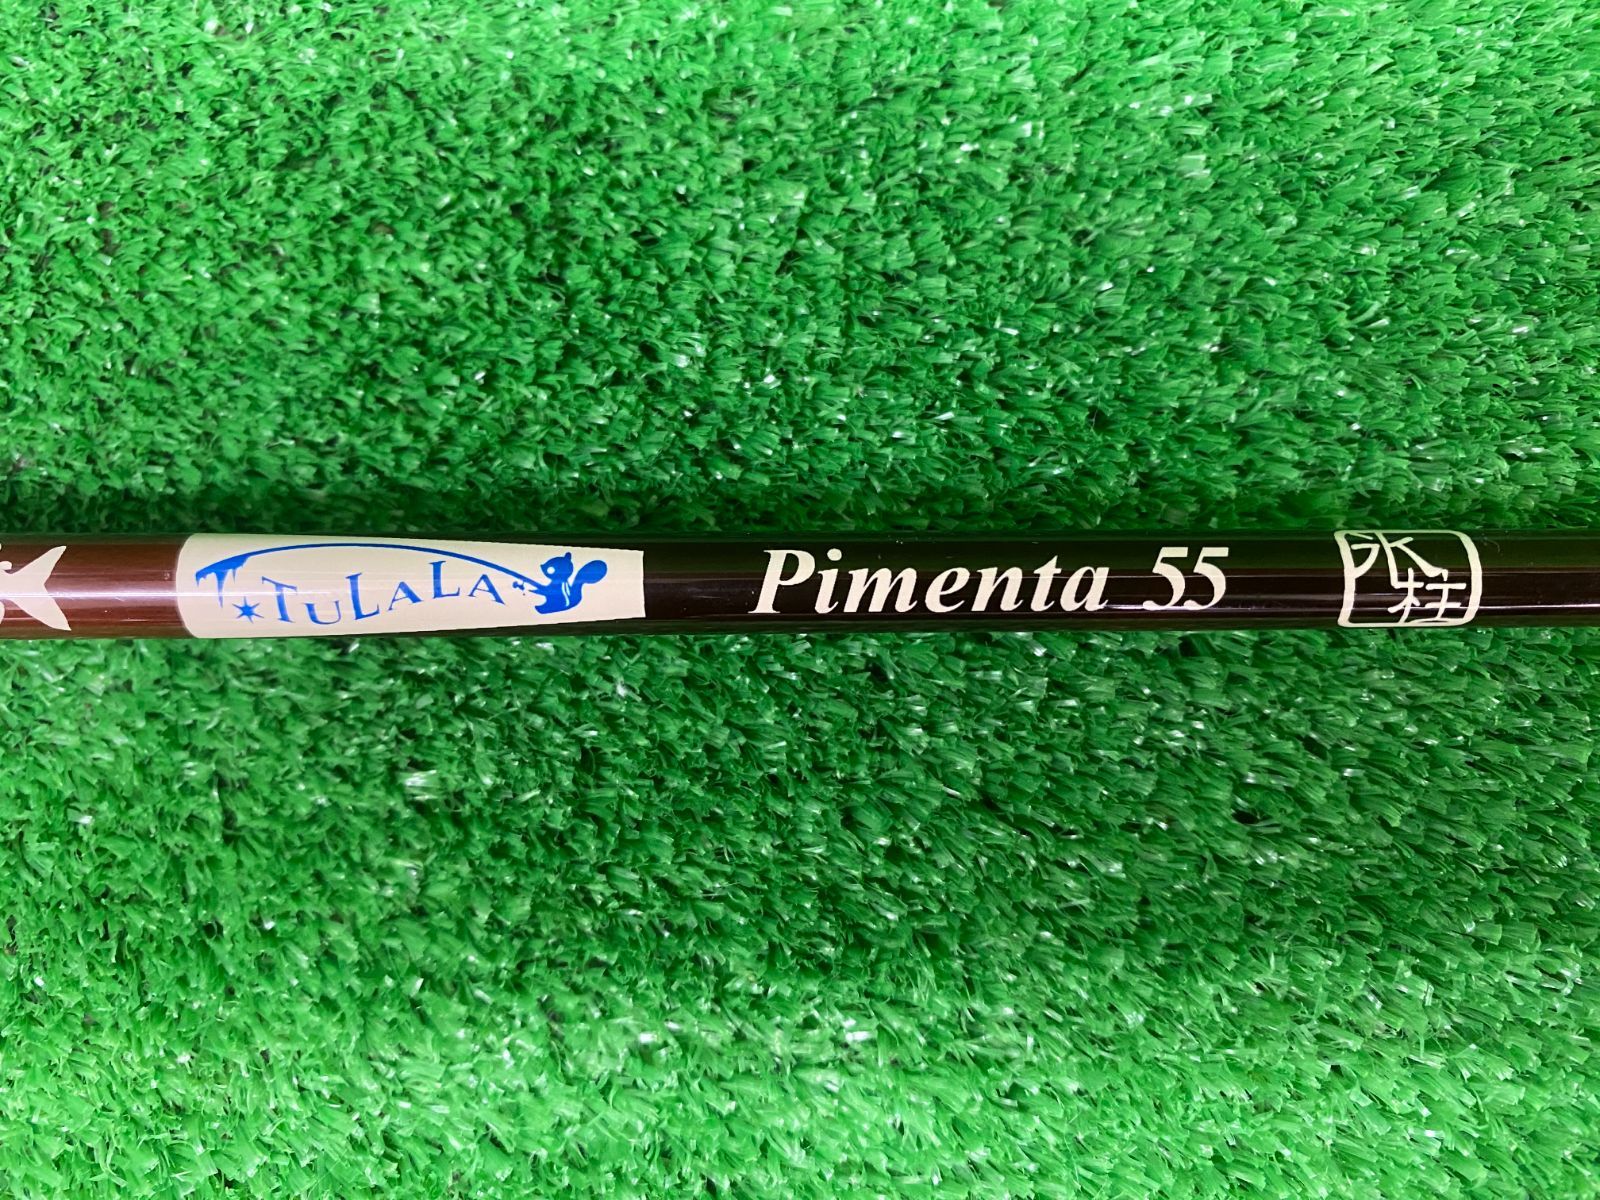 TULALA
Pimenta 55
氷柱